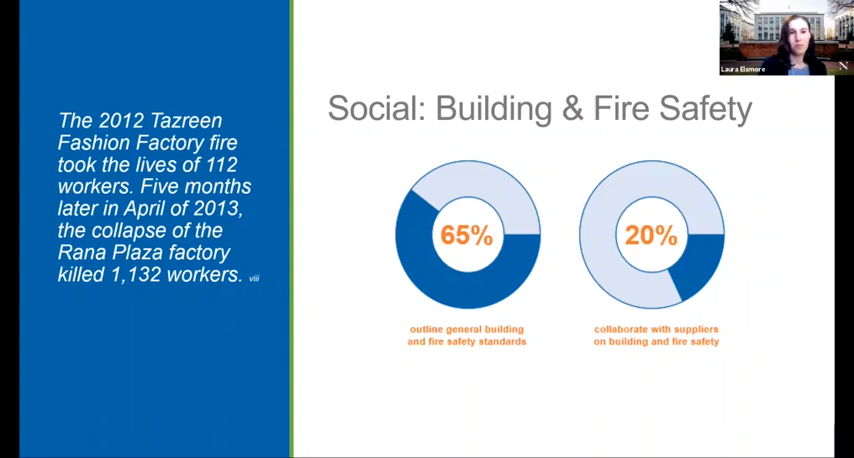 Laura Elsmore
N
Social: Building & Fire Safety
The 2012 Tazreen
Fashion Factory fire
took the lives of 112
workers. Five months
later in April of 2013,
the collapse of the
Rana Plaza factory
killed 1,132 workers. viii
65%
outline general building
and fire safety standards
20%
collaborate with suppliers
on building and fire safety